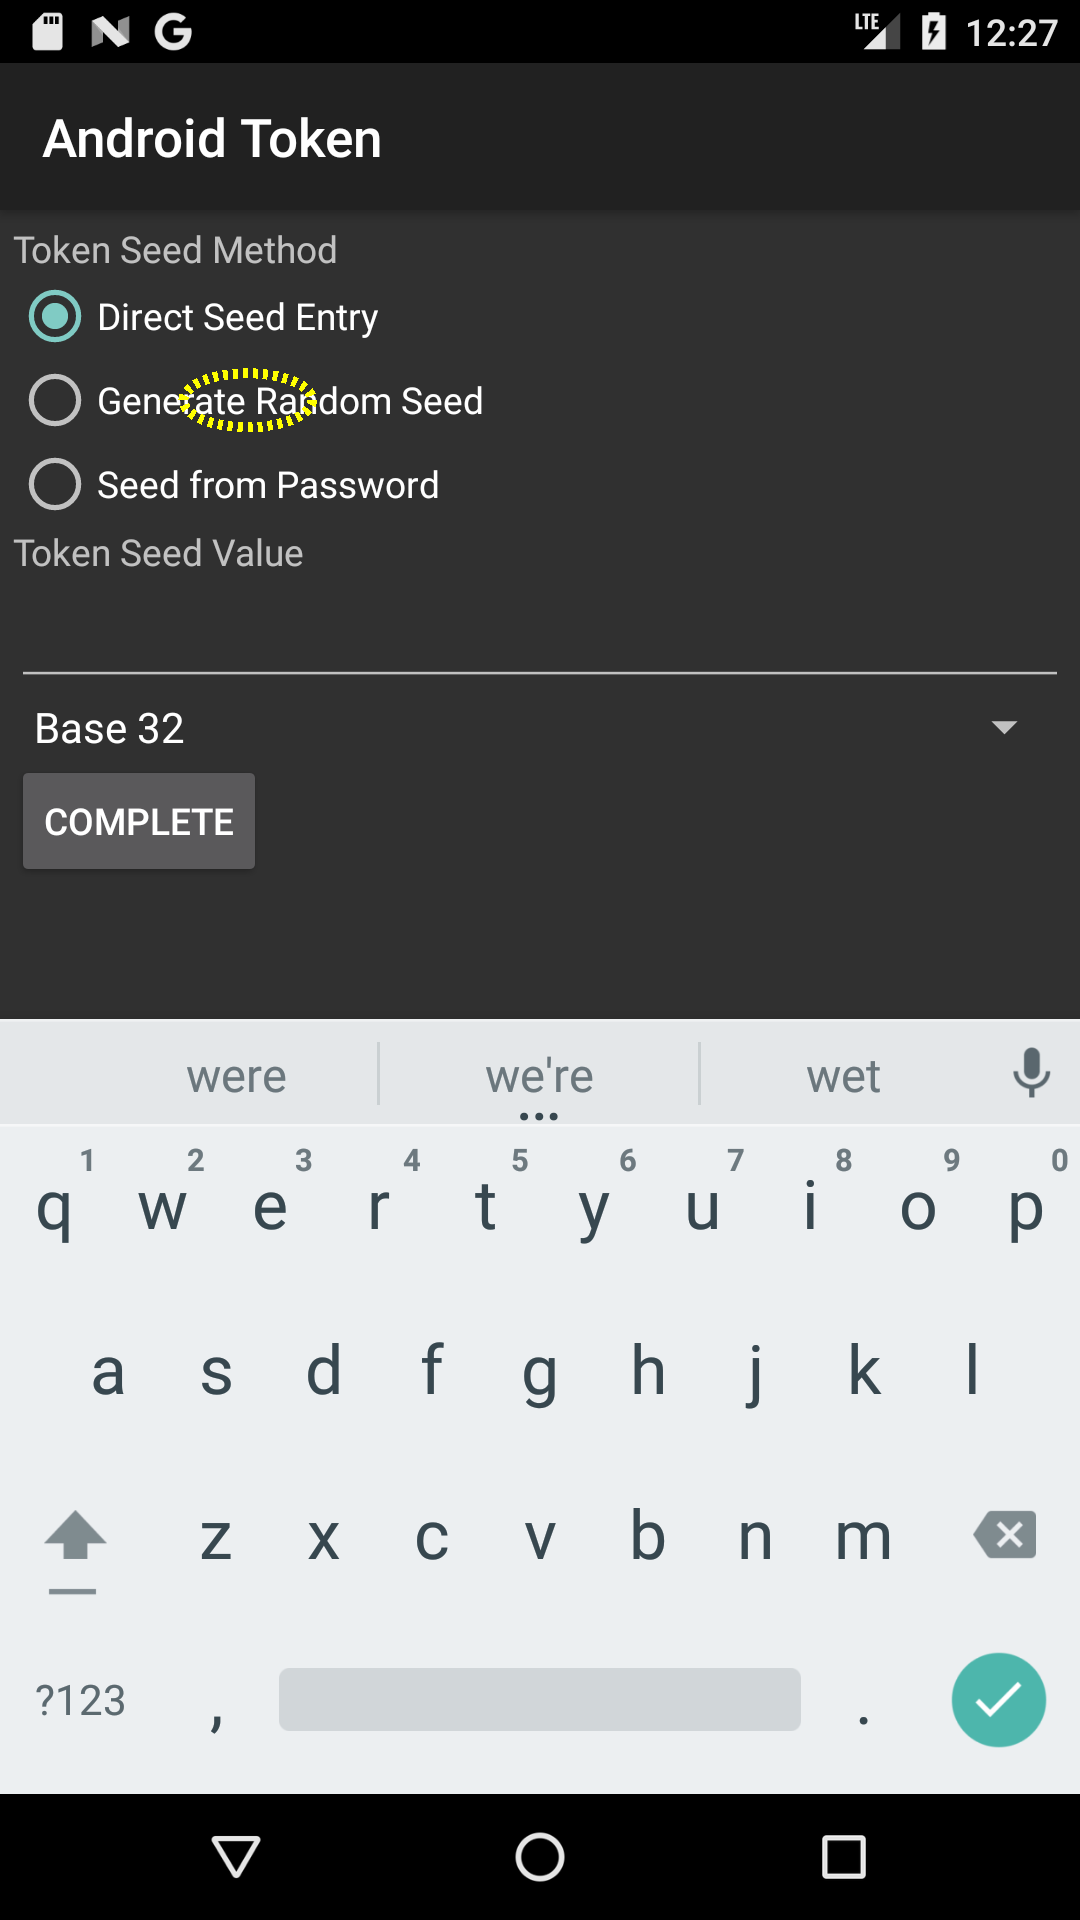 LTE 12:27
Android Token
Token Seed Method
Direct Seed Entry
Generate Random Seed
Seed from Password
Token Seed Value
Base 32
COMPLETE
were we're wet
1 2 3 4 5 6 7 8 9 0
q w e r t y u i o p
a s d f g h j k l
z x c v b n m
?123 , .